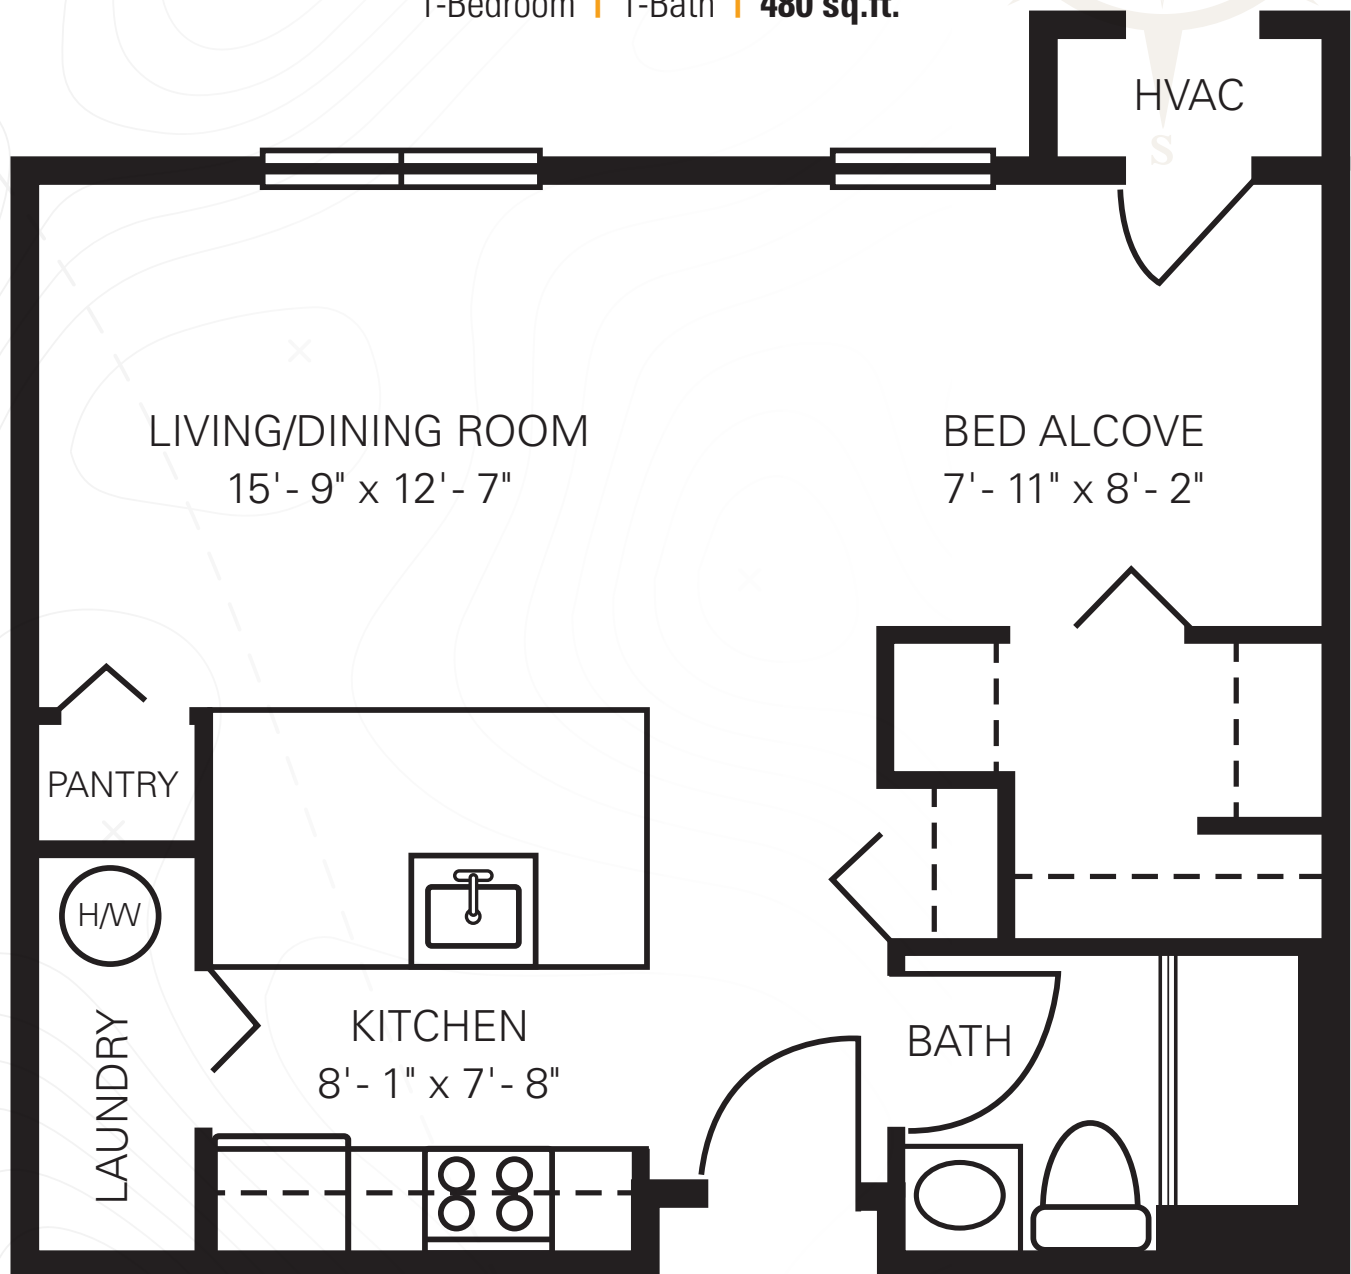 1-Bedroom | 1-Bath | 480 sq.ft.
HVAC
S
LIVING/DINING ROOM
15'- 9" x 12'- 7"
BED ALCOVE
7'- 11" x 8'- 2"
PANTRY
H/W
LAUNDRY
KITCHEN
8'- 1" x 7'- 8"
BATH